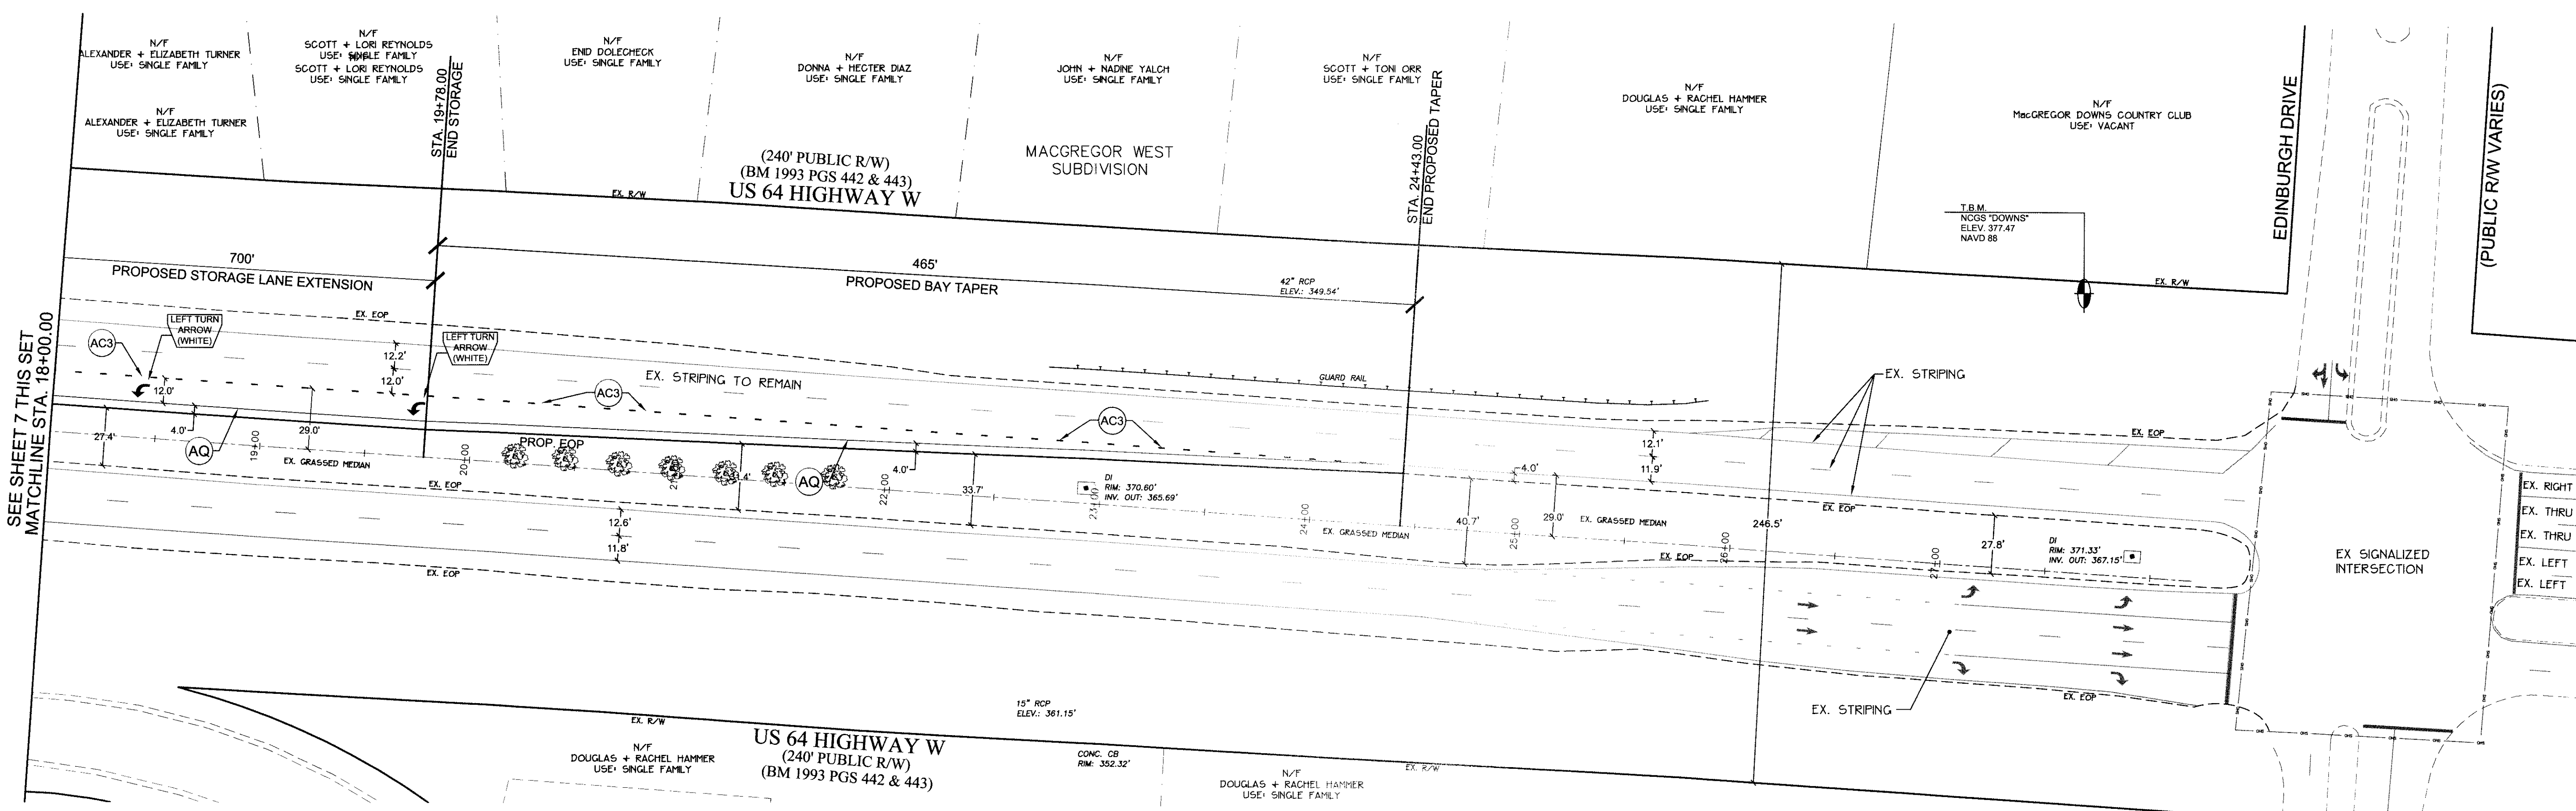 N/F
ALEXANDER + ELIZABETH TURNER
USE: SINGLE FAMILY
N/F
ALEXANDER + ELIZABETH TURNER
USE: SINGLE FAMILY
N/F
SCOTT + LORI REYNOLDS
USE: SINGLE FAMILY
N/F
SCOTT + LORI REYNOLDS
USE: SINGLE FAMILY
STA. 19+78.00
END STORAGE
N/F
ENID DOLECHECK
USE: SINGLE FAMILY
N/F
DONNA + HECTER DIAZ
USE: SINGLE FAMILY
N/F
JOHN + NADINE YALCH
USE: SINGLE FAMILY
MACGREGOR WEST
SUBDIVISION
N/F
SCOTT + TONI ORR
USE: SINGLE FAMILY
STA. 24+43.00
END PROPOSED TAPER
N/F
DOUGLAS + RACHEL HAMMER
USE: SINGLE FAMILY
N/F
MacGREGOR DOWNS COUNTRY CLUB
USE: VACANT
EDINBURGH DRIVE
(PUBLIC R/W VARIES)
T.B.M.
NCGS "DOWNS"
ELEV. 377.47
NAVD 88
EX. R/W
(240' PUBLIC R/W)
(BM 1993 PGS 442 & 443)
US 64 HIGHWAY W
EX. R/W
700'
PROPOSED STORAGE LANE EXTENSION
465'
PROPOSED BAY TAPER
42" RCP
ELEV.: 349.54'
SEE SHEET 7 THIS SET
MATCHLINE STA. 18+00.00
EX. EOP
AC3
LEFT TURN
ARROW
(WHITE)
12.0'
12.2'
12.0'
LEFT TURN
ARROW
(WHITE)
EX. STRIPING TO REMAIN
AC3
GUARD RAIL
AC3
EX. STRIPING
27.4'
4.0'
AQ
19+00
29.0'
EX. GRASSED MEDIAN
20+00
PROP. EOP
AQ
4.0'
22+00
33.7'
DI
RIM: 370.60'
INV. OUT: 365.69'
23+00
24+00
EX. GRASSED MEDIAN
40.7'
4.0'
25+00
29.0'
EX. GRASSED MEDIAN
12.1'
11.9'
26+00
246.5'
EX. EOP
EX. EOP
27+00
27.8'
DI
RIM: 371.33'
INV. OUT: 367.15'
EX. EOP
EX. EOP
12.6'
11.8'
EX. EOP
EX SIGNALIZED
INTERSECTION
EX. RIGHT
EX. THRU
EX. THRU
EX. LEFT
EX. LEFT
EX. STRIPING
EX. EOP
EX. R/W
N/F
DOUGLAS + RACHEL HAMMER
USE: SINGLE FAMILY
US 64 HIGHWAY W
(240' PUBLIC R/W)
(BM 1993 PGS 442 & 443)
15" RCP
ELEV.: 361.15'
CONC. CB
RIM: 352.32'
N/F
DOUGLAS + RACHEL HAMMER
USE: SINGLE FAMILY
EX. R/W